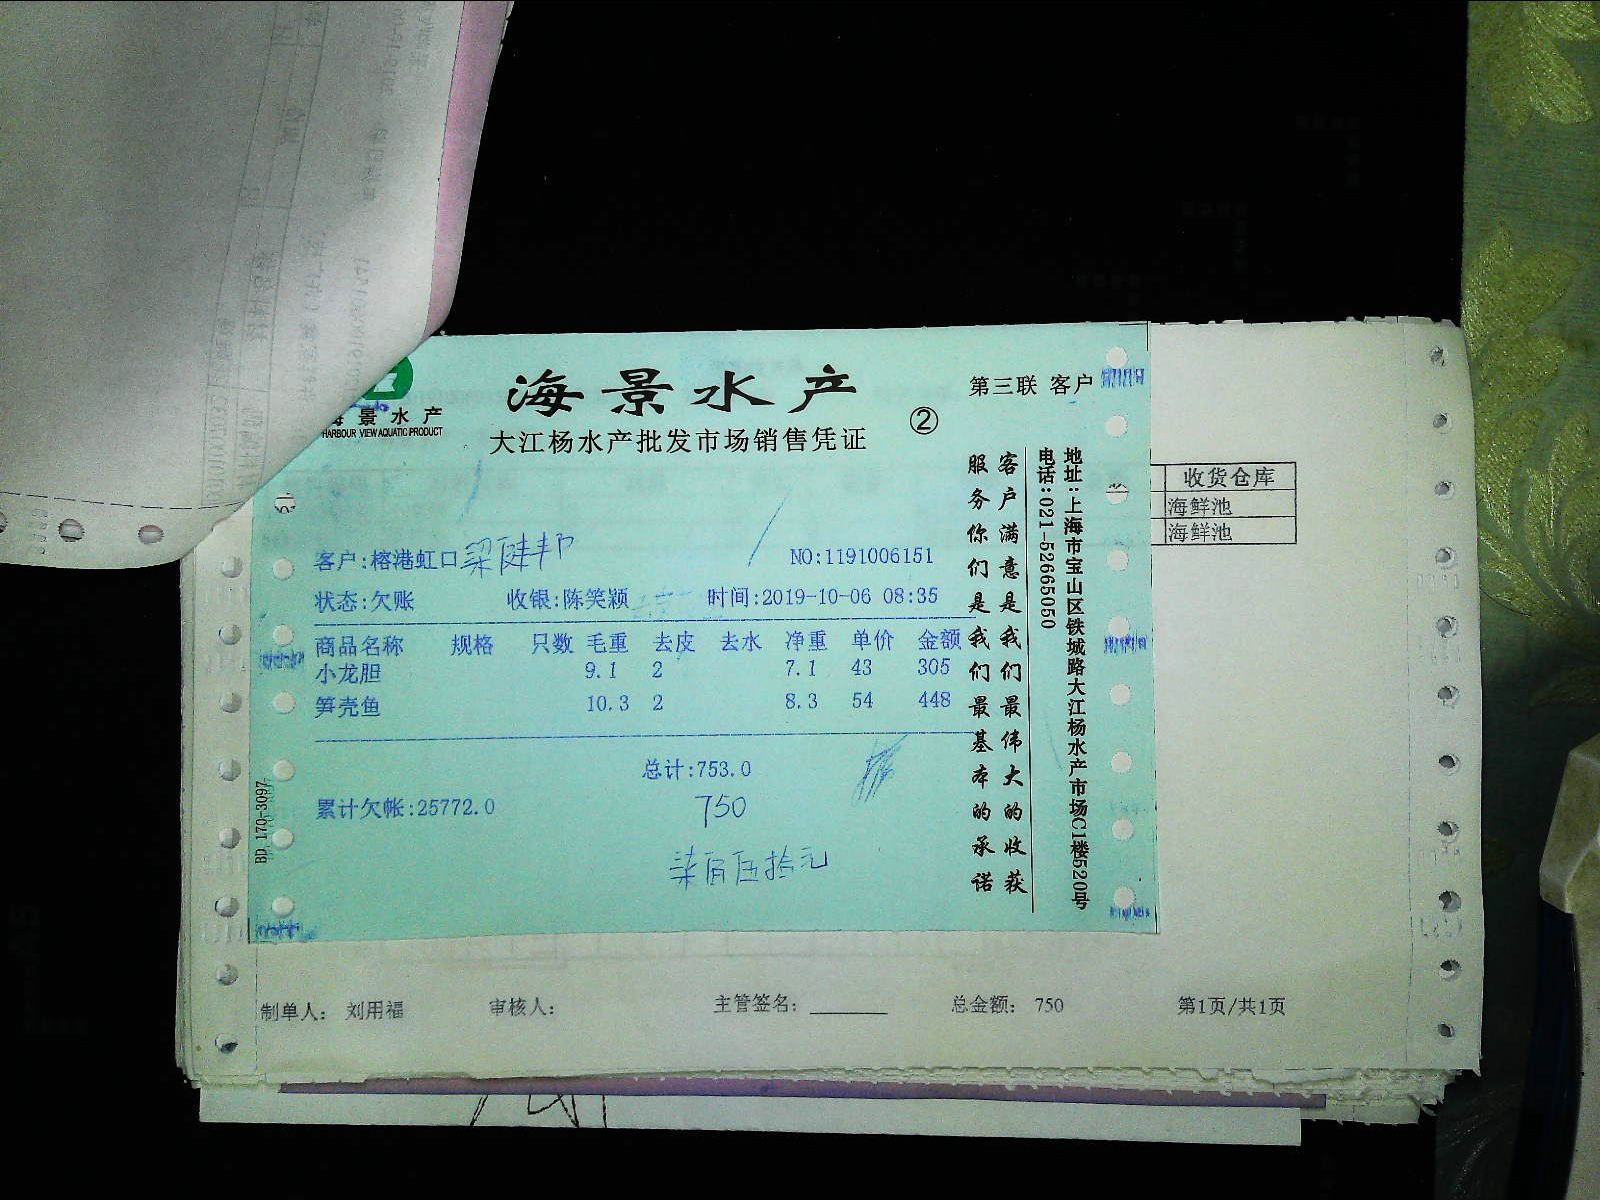 海景水产
HARBOUR VIEW AQUATIC PRODUCT
海景水产
大江杨水产批发市场销售凭证
②
第三联 客户
客户:榕港虹口 梁健邦
NO:1191006151
状态:欠账 收银:陈笑颖 时间:2019-10-06 08:35
商品名称 规格 只数 毛重 去皮 去水 净重 单价 金额
小龙胆 9.1 2 7.1 43 305
笋壳鱼 10.3 2 8.3 54 448
总计:753.0
累计欠帐:25772.0
750
柒佰伍拾元
客户满意是我们最伟大的收获
服务你们是我们最基本的承诺
地址:上海市宝山区铁城路大江杨水产市场C1楼520号
电话:021-52665050
BD 170-3097
收货仓库
海鲜池
海鲜池
制单人: 刘用福 审核人: 主管签名: 总金额: 750 第1页/共1页